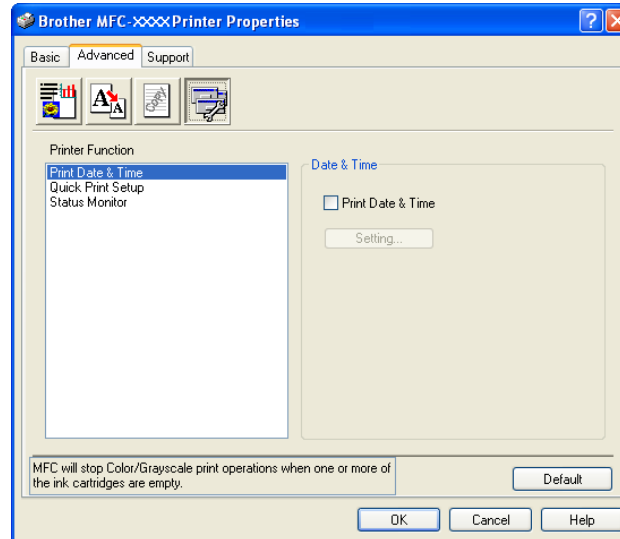 Brother MFC-XXXX Printer Properties
Basic
Advanced
Support
A A
Copy
Printer Function
Print Date & Time
Quick Print Setup
Status Monitor
Date & Time
Print Date & Time
Setting...
MFC will stop Color/Grayscale print operations when one or more of
the ink cartridges are empty.
Default
OK
Cancel
Help